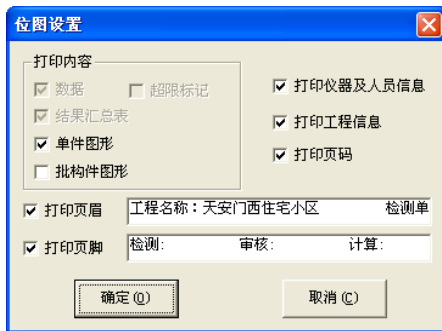 位图设置
打印内容
数据 超限标记
结果汇总表
单件图形
批构件图形
打印仪器及人员信息
打印工程信息
打印页码
打印页眉 工程名称：天安门西住宅小区 检测单
打印页脚 检测: 审核: 计算:
确定(O) 取消(C)